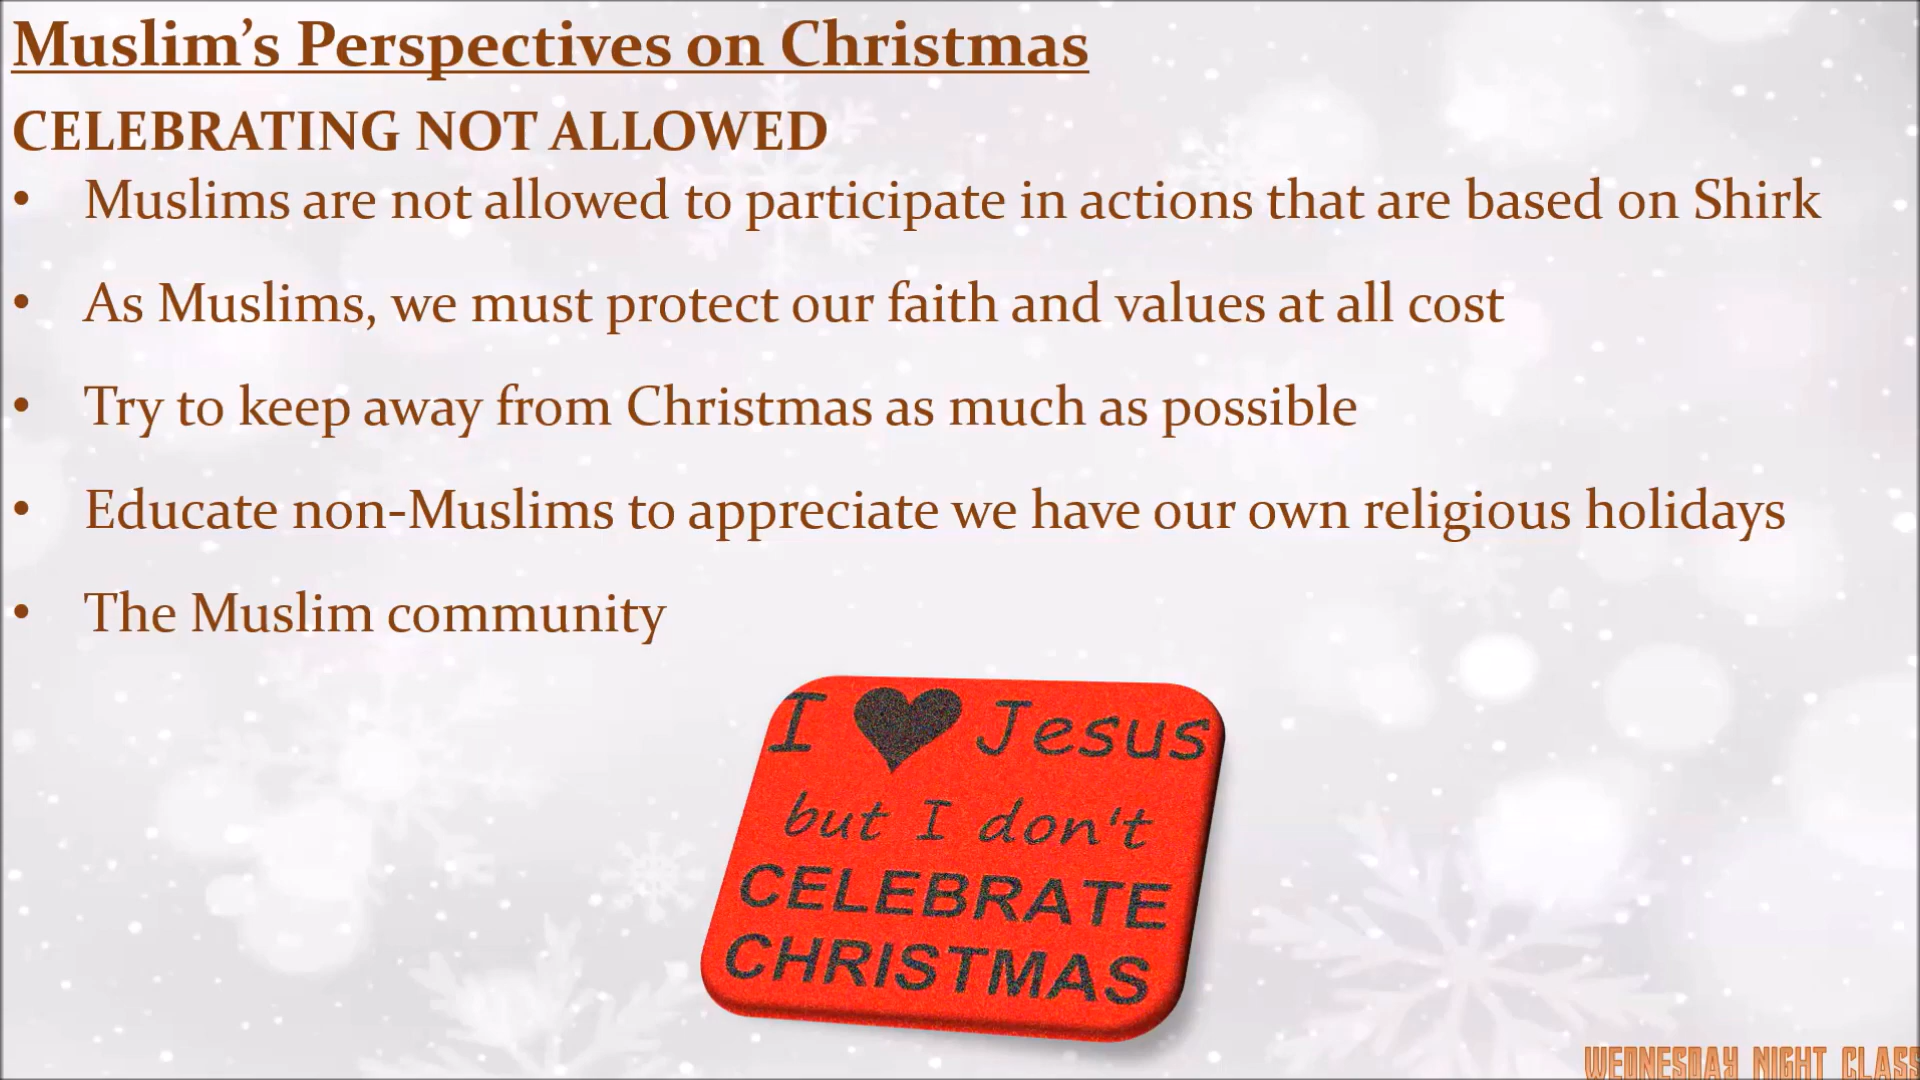 Muslim's Perspectives on Christmas
CELEBRATING NOT ALLOWED
• Muslims are not allowed to participate in actions that are based on Shirk
• As Muslims, we must protect our faith and values at all cost
• Try to keep away from Christmas as much as possible
• Educate non-Muslims to appreciate we have our own religious holidays
• The Muslim community
I ♥ Jesus
but I don't
CELEBRATE
CHRISTMAS
WEDNESDAY NIGHT CLASS